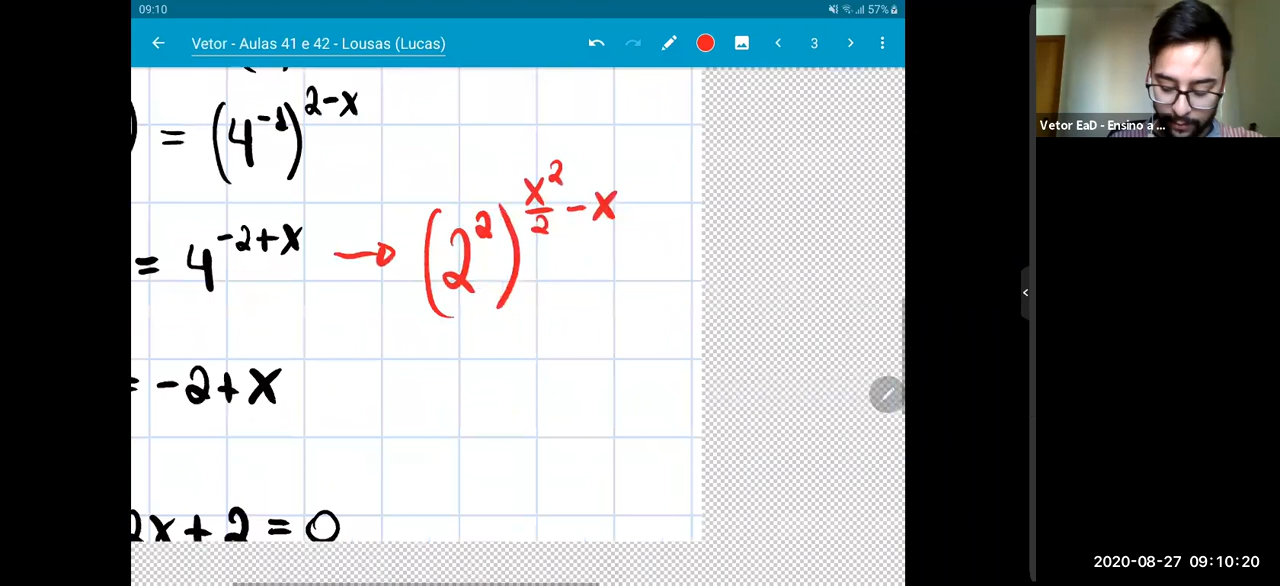 09:10
57%
Vetor - Aulas 41 e 42 - Lousas (Lucas)
3
= (4⁻¹)²⁻ˣ
= 4⁻²⁺ˣ → (2²)^(x²/2 - x)
= -2+x
2x + 2 = 0
Vetor EaD - Ensino a ...
2020-08-27 09:10:20